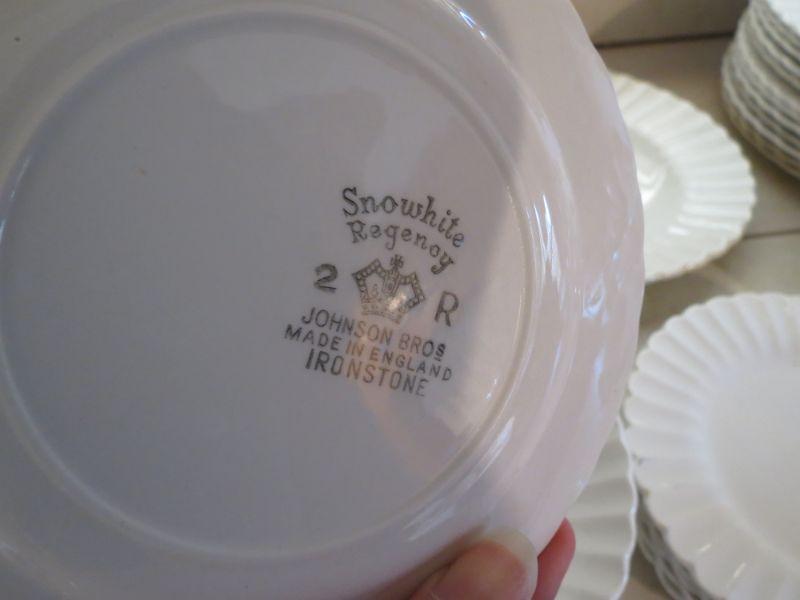 Snowhite
Regency
2 R
JOHNSON BROS
MADE IN ENGLAND
IRONSTONE